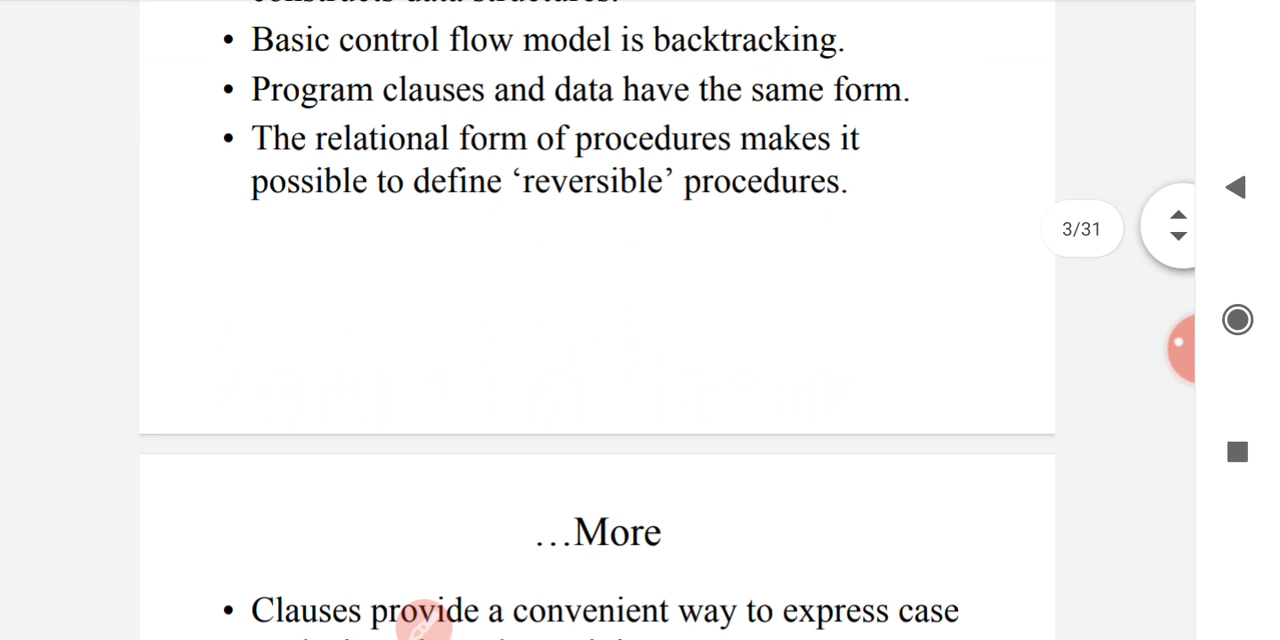 • Basic control flow model is backtracking.
• Program clauses and data have the same form.
• The relational form of procedures makes it
possible to define ‘reversible’ procedures.
3/31
…More
• Clauses provide a convenient way to express case